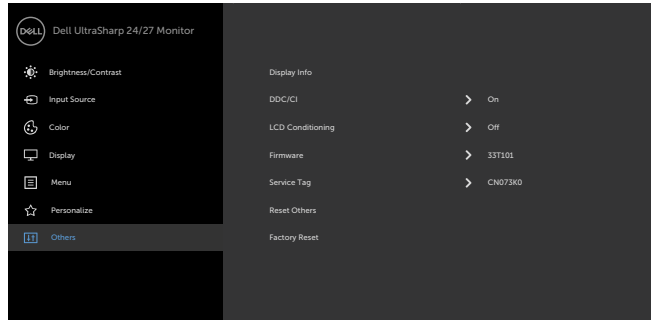 DELL Dell UltraSharp 24/27 Monitor
Brightness/Contrast
Input Source
Color
Display
Menu
Personalize
Others
Display Info
DDC/CI > On
LCD Conditioning > Off
Firmware > 33T101
Service Tag > CN073K0
Reset Others
Factory Reset